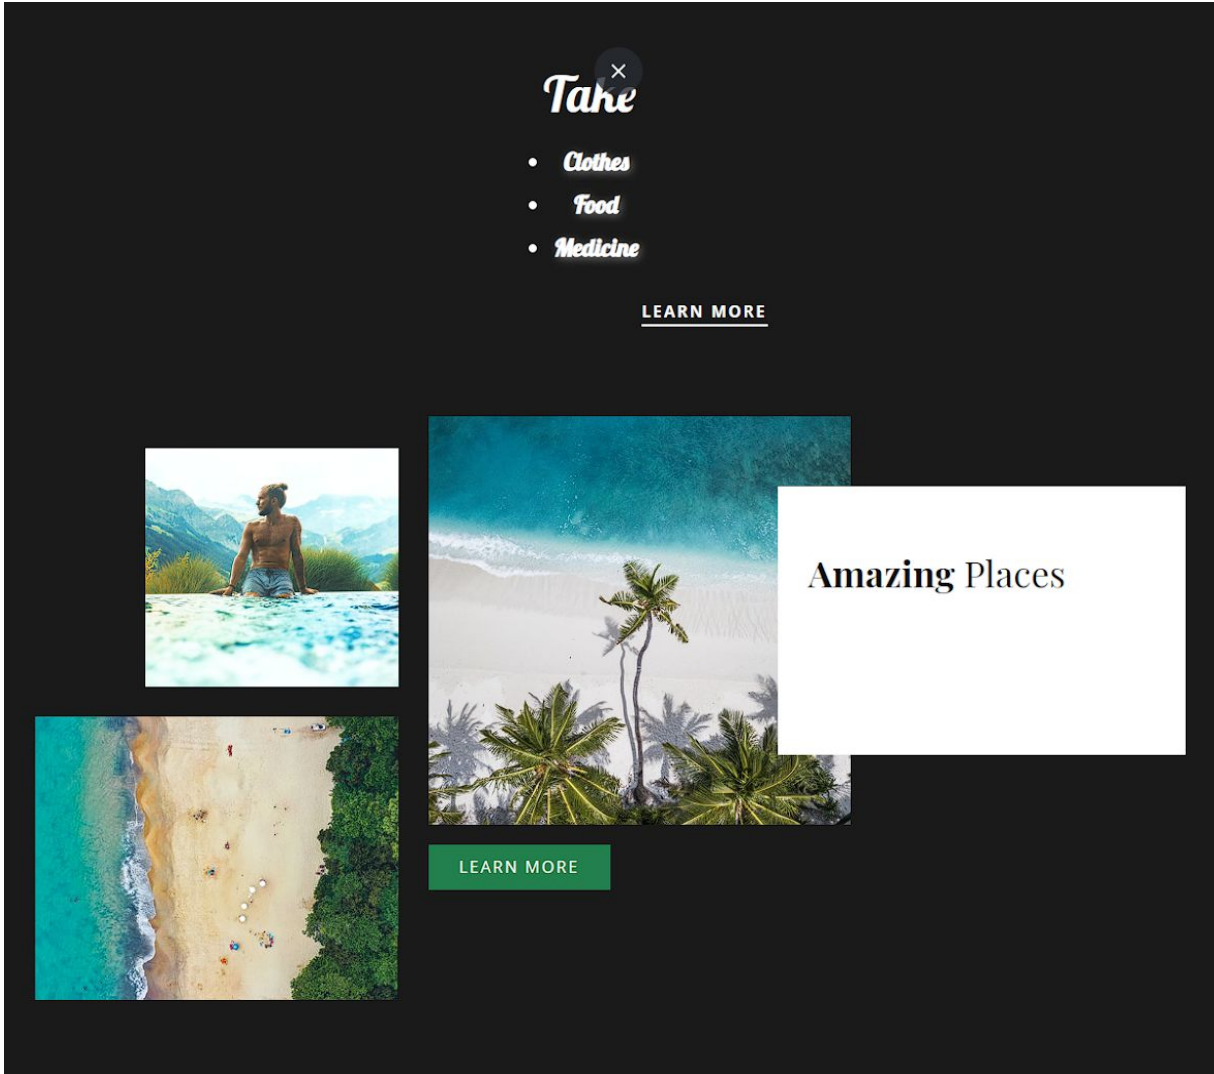 Take
Clothes
Food
Medicine
LEARN MORE
Amazing Places
LEARN MORE